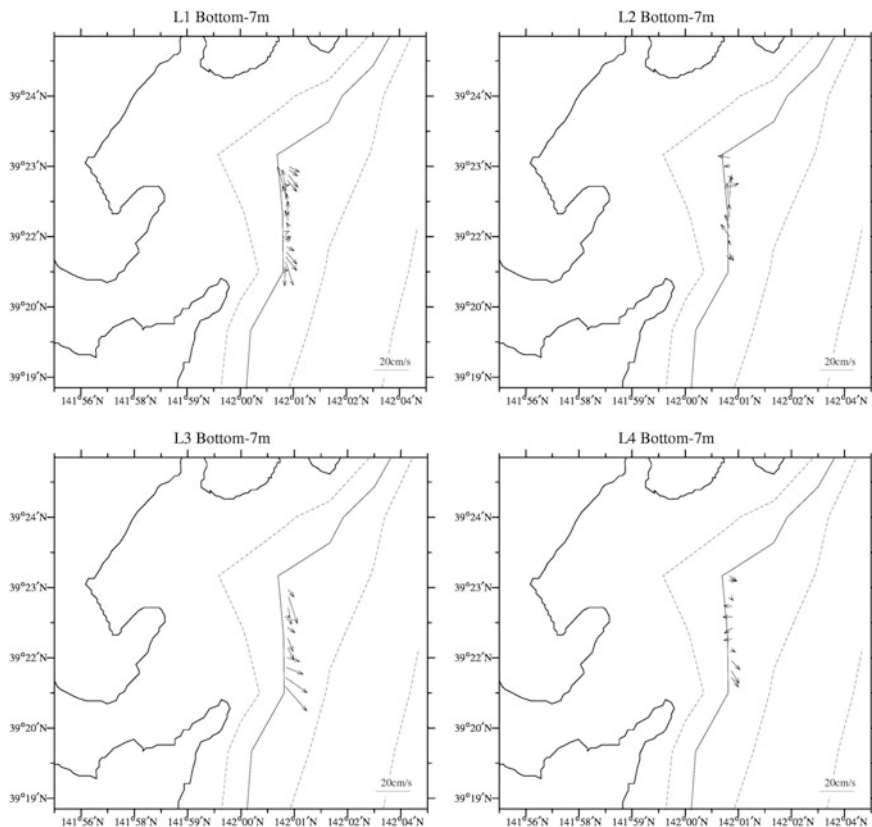 L1 Bottom-7m
L2 Bottom-7m
39°24'N
39°23'N
39°22'N
39°20'N
39°19'N
20cm/s
141°56'N 141°58'N 141°59'N 142°00'N 142°01'N 142°02'N 142°04'N
39°24'N
39°23'N
39°22'N
39°20'N
39°19'N
20cm/s
141°56'N 141°58'N 141°59'N 142°00'N 142°01'N 142°02'N 142°04'N
L3 Bottom-7m
L4 Bottom-7m
39°24'N
39°23'N
39°22'N
39°20'N
39°19'N
20cm/s
141°56'N 141°58'N 141°59'N 142°00'N 142°01'N 142°02'N 142°04'N
39°24'N
39°23'N
39°22'N
39°20'N
39°19'N
20cm/s
141°56'N 141°58'N 141°59'N 142°00'N 142°01'N 142°02'N 142°04'N